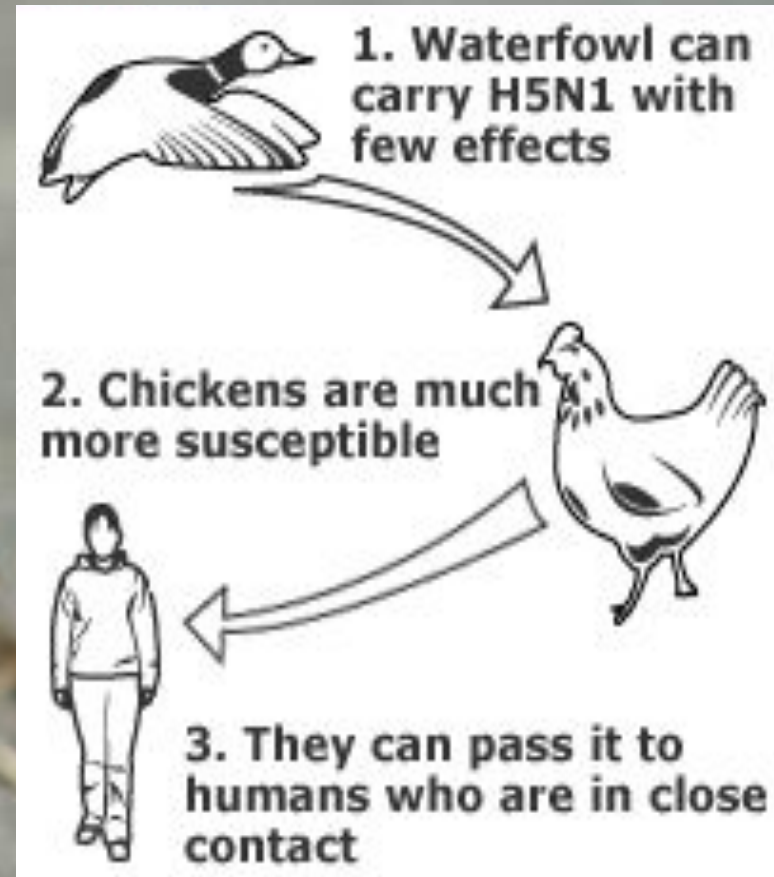 1. Waterfowl can
carry H5N1 with
few effects
2. Chickens are much
more susceptible
3. They can pass it to
humans who are in close
contact